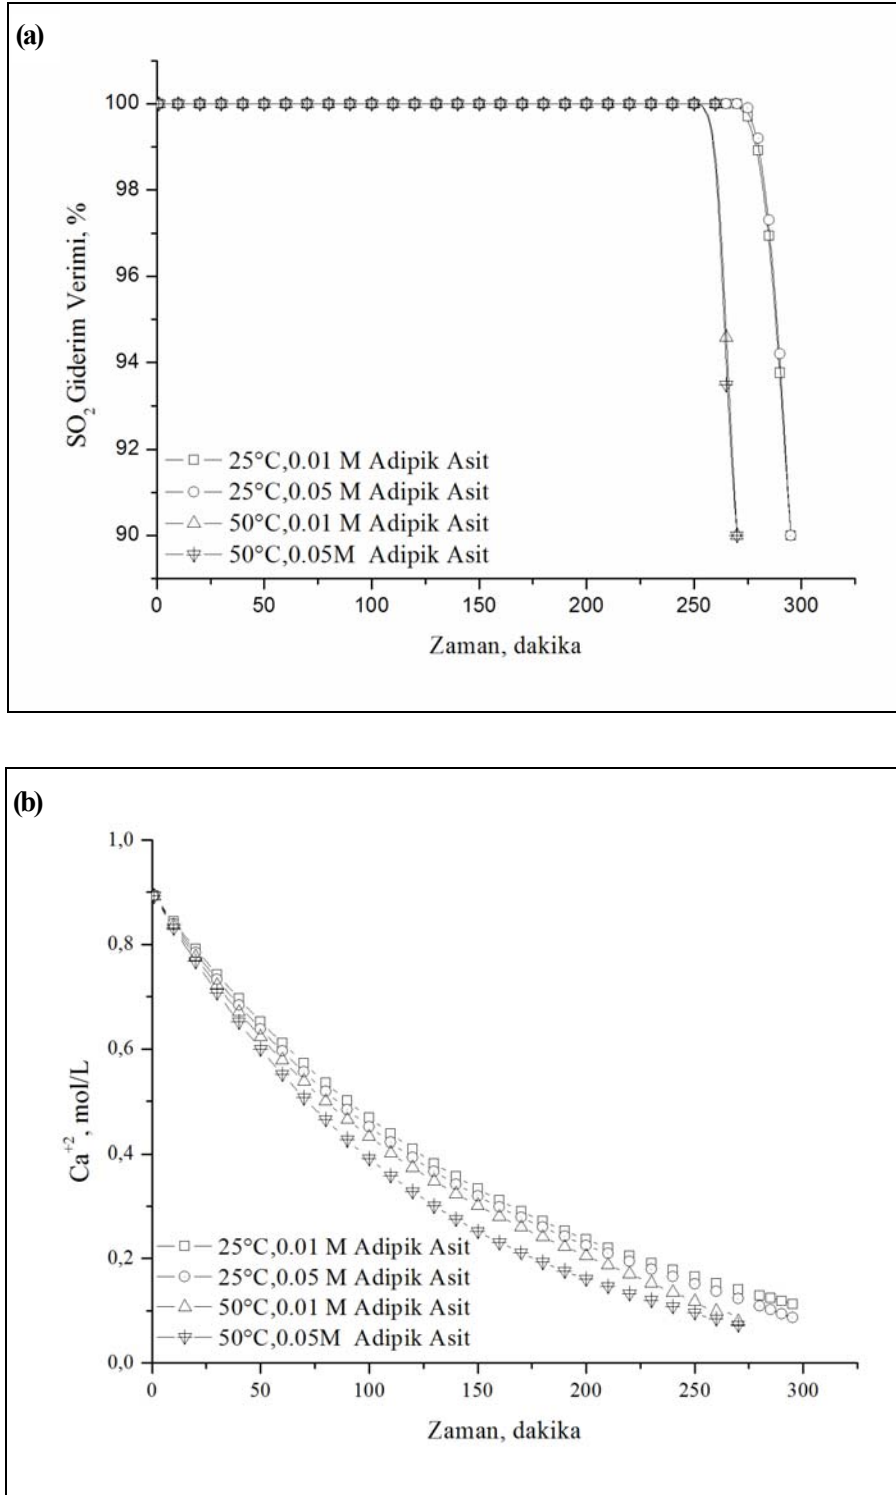 (a)
100
98
96
94
92
90
SO2 Giderim Verimi, %
25°C,0.01 M Adipik Asit
25°C,0.05 M Adipik Asit
50°C,0.01 M Adipik Asit
50°C,0.05M Adipik Asit
0 50 100 150 200 250 300
Zaman, dakika
(b)
1,0
0,8
0,6
0,4
0,2
0,0
Ca+2, mol/L
25°C,0.01 M Adipik Asit
25°C,0.05 M Adipik Asit
50°C,0.01 M Adipik Asit
50°C,0.05M Adipik Asit
0 50 100 150 200 250 300
Zaman, dakika